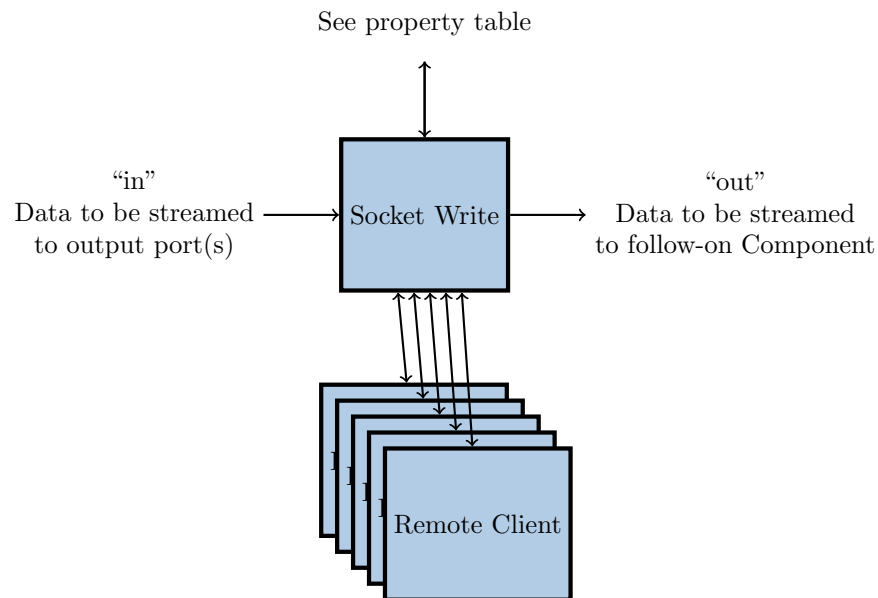 See property table
“in”
Data to be streamed
to output port(s)
Socket Write
“out”
Data to be streamed
to follow-on Component
Remote Client